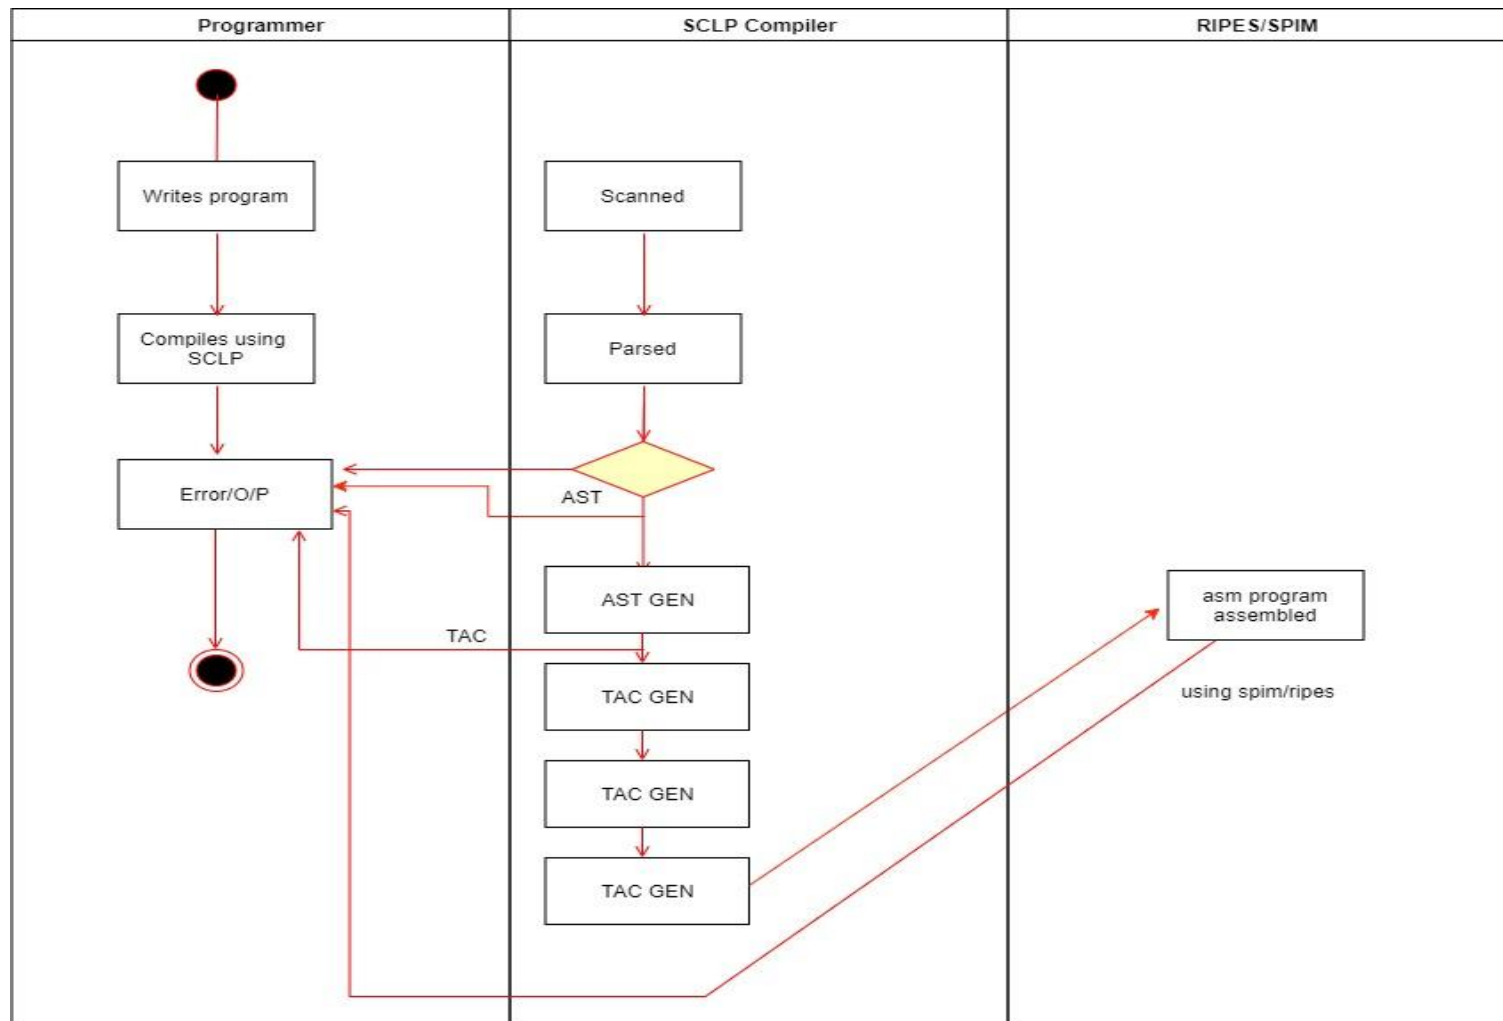 Programmer
SCLP Compiler
RIPES/SPIM
Writes program
Scanned
Compiles using
SCLP
Parsed
Error/O/P
AST
AST GEN
asm program
assembled
TAC
TAC GEN
using spim/ripes
TAC GEN
TAC GEN